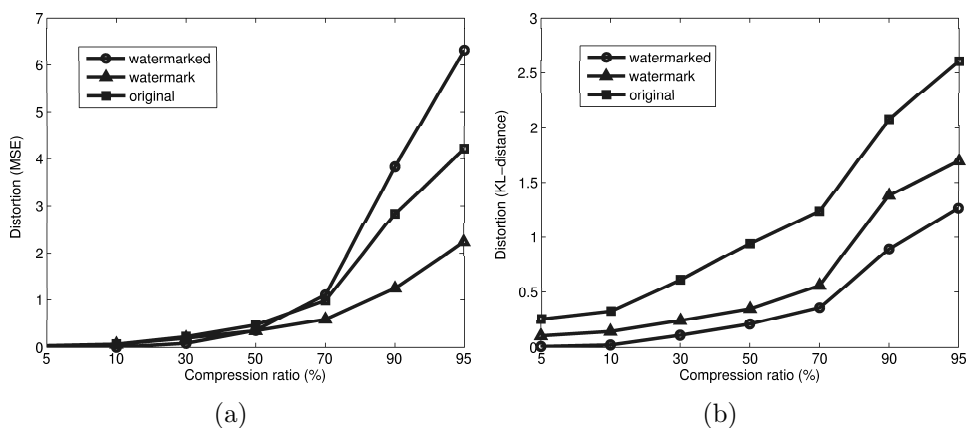 7
6
5
4
3
2
1
0
Distortion (MSE)
watermarked
watermark
original
5 10 30 50 70 90 95
Compression ratio (%)
(a)
3
2.5
2
1.5
1
0.5
0
Distortion (KL-distance)
watermarked
watermark
original
5 10 30 50 70 90 95
Compression ratio (%)
(b)